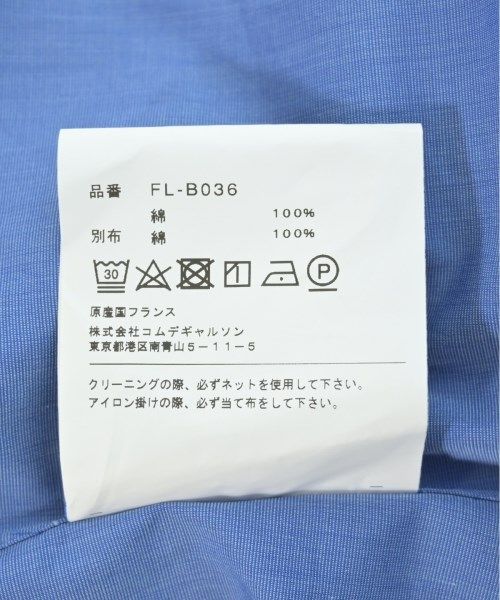 品番 FL-B036
綿 100%
別布 綿 100%
30 P
原産国フランス
株式会社コムデギャルソン
東京都港区南青山5-11-5
クリーニングの際、必ずネットを使用して下さい。
アイロン掛けの際、必ず当て布をして下さい。